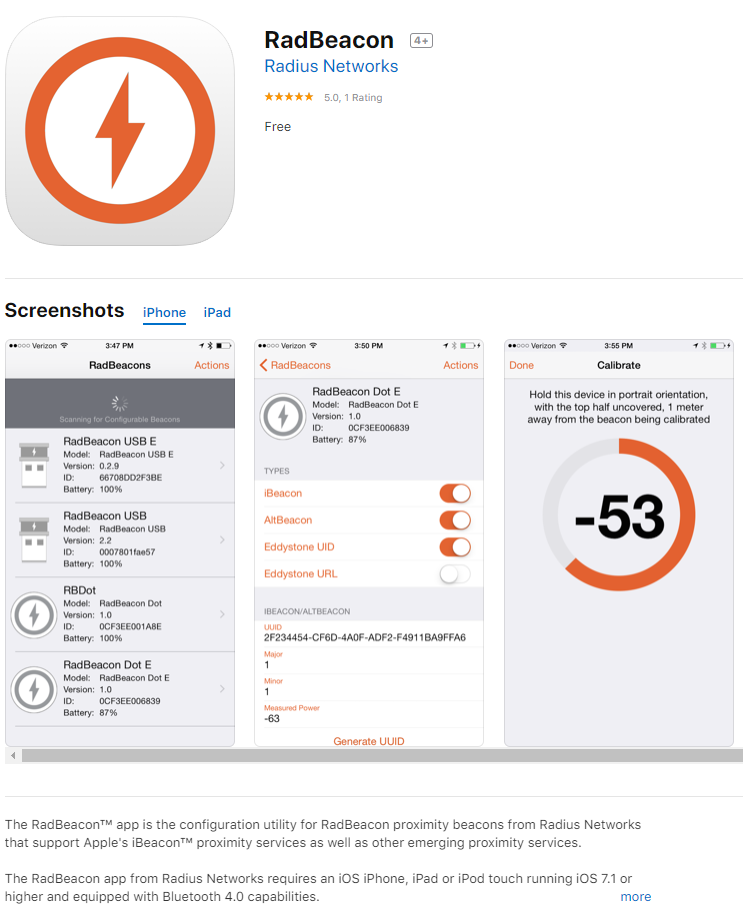 RadBeacon 4+
Radius Networks
5.0, 1 Rating
Free
Screenshots iPhone iPad
Verizon 3:47 PM
RadBeacons Actions
Scanning for Configurable Beacons
RadBeacon USB E
Model: RadBeacon USB E
Version: 0.2.9
ID: 66708DD2F3BE
Battery: 100%
RadBeacon USB
Model: RadBeacon USB
Version: 2.2
ID: 0007801fae57
Battery: 100%
RBDot
Model: RadBeacon Dot
Version: 1.0
ID: 0CF3EE001A8E
Battery: 100%
RadBeacon Dot E
Model: RadBeacon Dot E
Version: 1.0
ID: 0CF3EE006839
Battery: 87%
Verizon 3:50 PM
RadBeacons Actions
RadBeacon Dot E
Model: RadBeacon Dot E
Version: 1.0
ID: 0CF3EE006839
Battery: 87%
TYPES
iBeacon
AltBeacon
Eddystone UID
Eddystone URL
IBEACON/ALTBEACON
UUID
2F234454-CF6D-4A0F-ADF2-F4911BA9FFA6
Major
1
Minor
1
Measured Power
-63
Generate UUID
Verizon 3:55 PM
Done Calibrate
Hold this device in portrait orientation,
with the top half uncovered, 1 meter
away from the beacon being calibrated
-53
The RadBeacon™ app is the configuration utility for RadBeacon proximity beacons from Radius Networks
that support Apple's iBeacon™ proximity services as well as other emerging proximity services.
The RadBeacon app from Radius Networks requires an iOS iPhone, iPad or iPod touch running iOS 7.1 or
higher and equipped with Bluetooth 4.0 capabilities. more